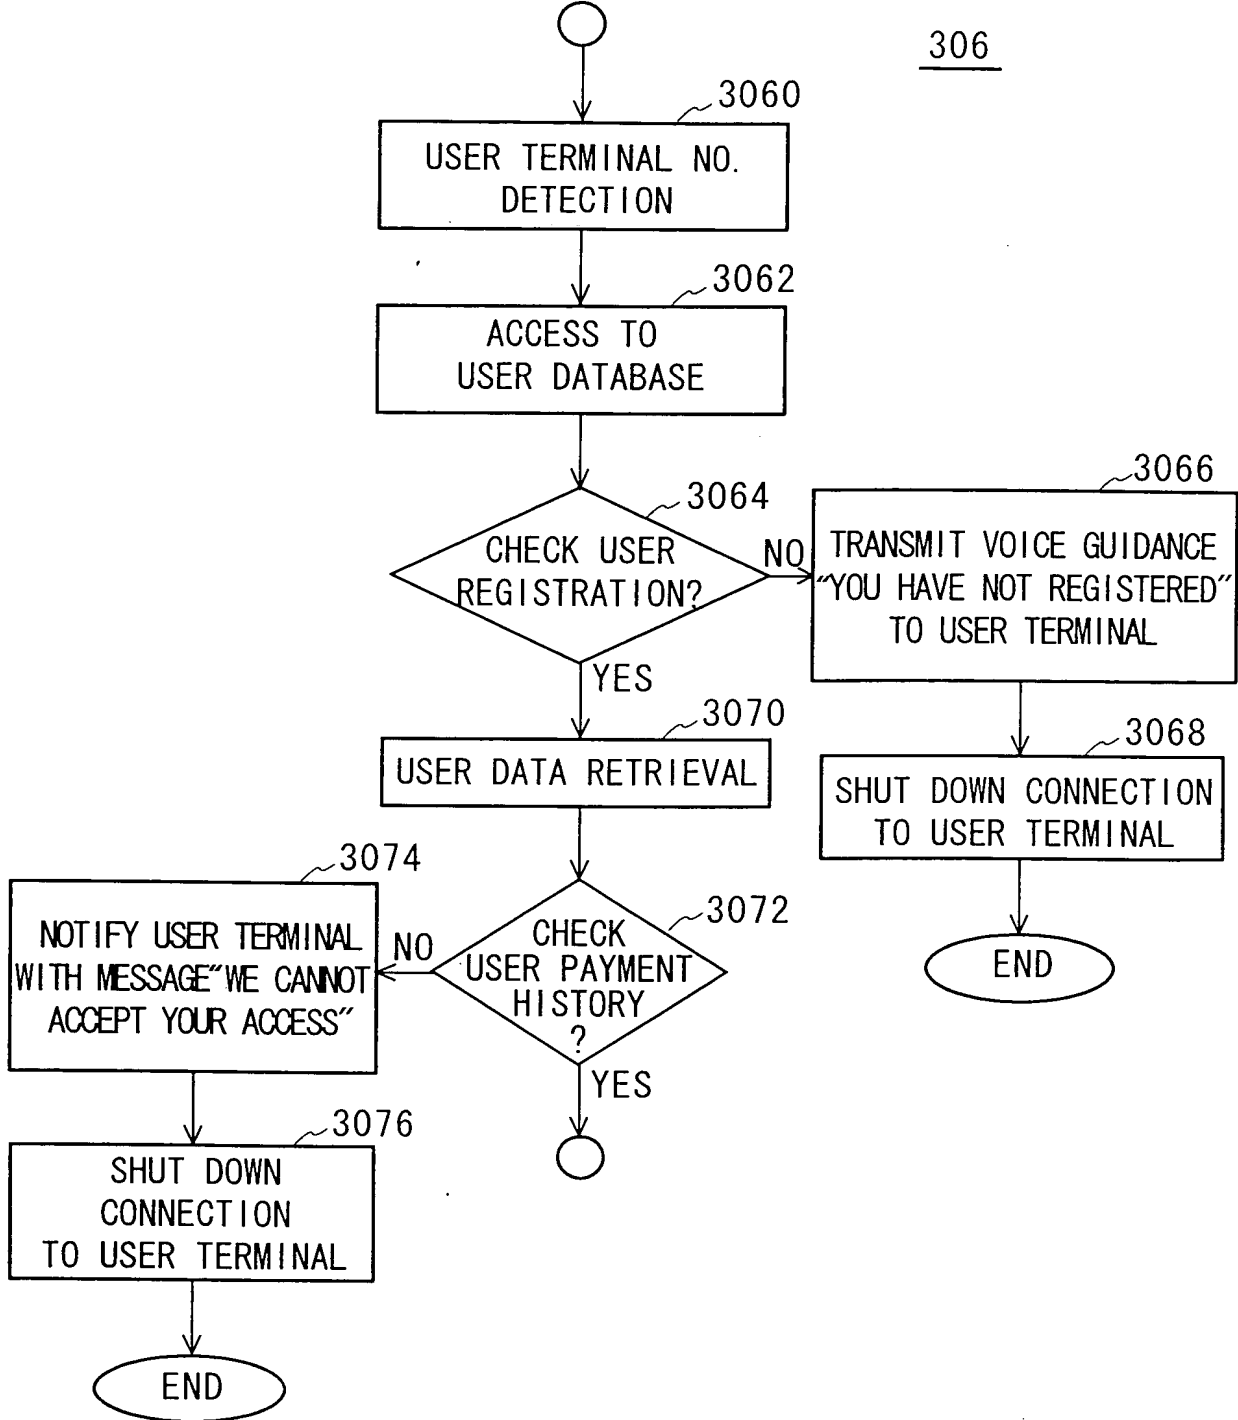 306
3060
USER TERMINAL NO.
DETECTION
3062
ACCESS TO
USER DATABASE
3064
CHECK USER
REGISTRATION?
NO
YES
3066
TRANSMIT VOICE GUIDANCE
“YOU HAVE NOT REGISTERED”
TO USER TERMINAL
3068
SHUT DOWN CONNECTION
TO USER TERMINAL
END
3070
USER DATA RETRIEVAL
3072
CHECK
USER PAYMENT
HISTORY
?
NO
YES
3074
NOTIFY USER TERMINAL
WITH MESSAGE“WE CANNOT
ACCEPT YOUR ACCESS”
3076
SHUT DOWN
CONNECTION
TO USER TERMINAL
END